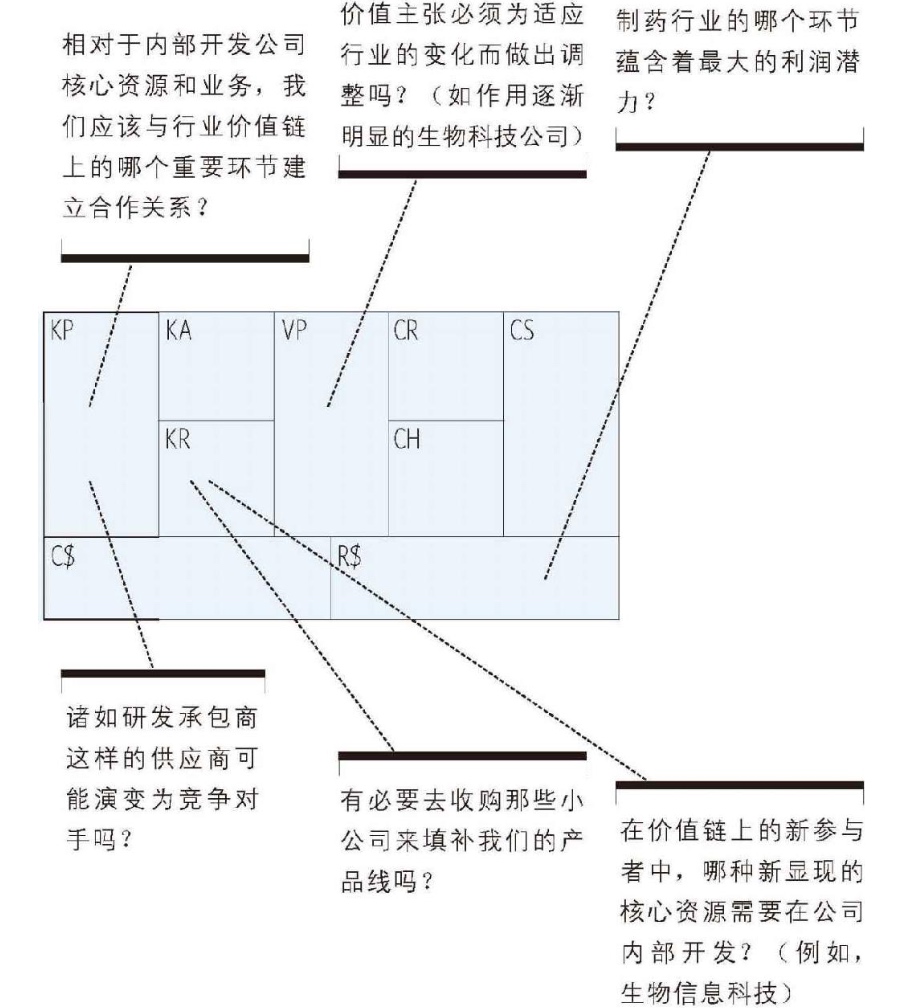 相对于内部开发公司
核心资源和业务，我
们应该与行业价值链
上的哪个重要环节建
立合作关系？
价值主张必须为适应
行业的变化而做出调
整吗？（如作用逐渐
明显的生物科技公司）
制药行业的哪个环节
蕴含着最大的利润潜
力？
KP
KA
VP
CR
CS
KR
CH
C$
R$
诸如研发承包商
这样的供应商可
能演变为竞争对
手吗？
有必要去收购那些小
公司来填补我们的产
品线吗？
在价值链上的新参与
者中，哪种新显现的
核心资源需要在公司
内部开发？（例如，
生物信息科技）